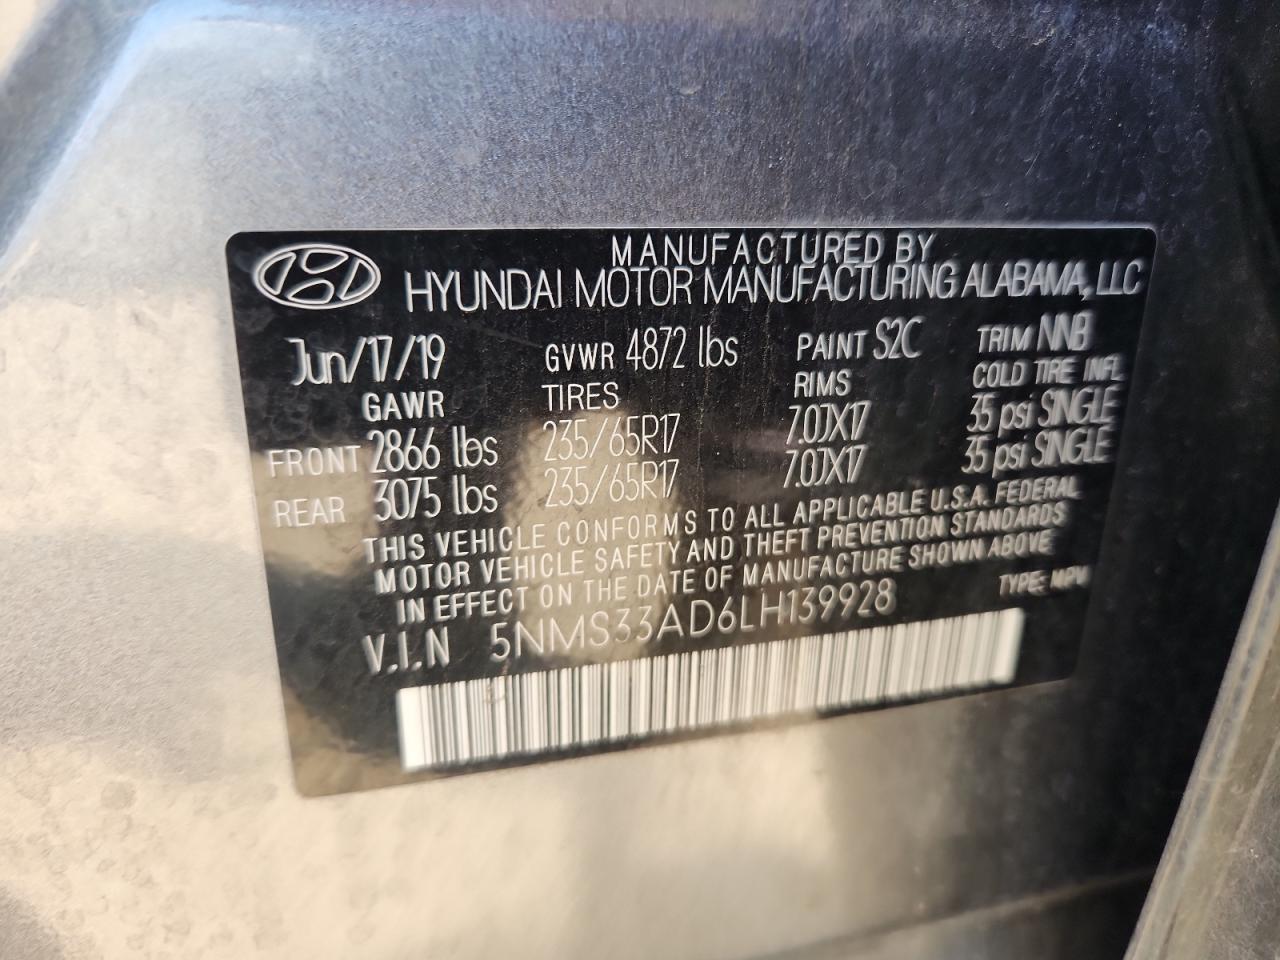 MANUFACTURED BY
HYUNDAI MOTOR MANUFACTURING ALABAMA, LLC
Jun/17/19 GVWR 4872 lbs PAINT S2C TRIM NNB
GAWR TIRES RIMS COLD TIRE INFL.
FRONT 2866 lbs 235/65R17 7.0JX17 35 psi SINGLE
REAR 3075 lbs 235/65R17 7.0JX17 35 psi SINGLE
THIS VEHICLE CONFORMS TO ALL APPLICABLE U.S.A. FEDERAL
MOTOR VEHICLE SAFETY AND THEFT PREVENTION STANDARDS
IN EFFECT ON THE DATE OF MANUFACTURE SHOWN ABOVE
V.I.N 5NMS33AD6LH139928 TYPE: MPV